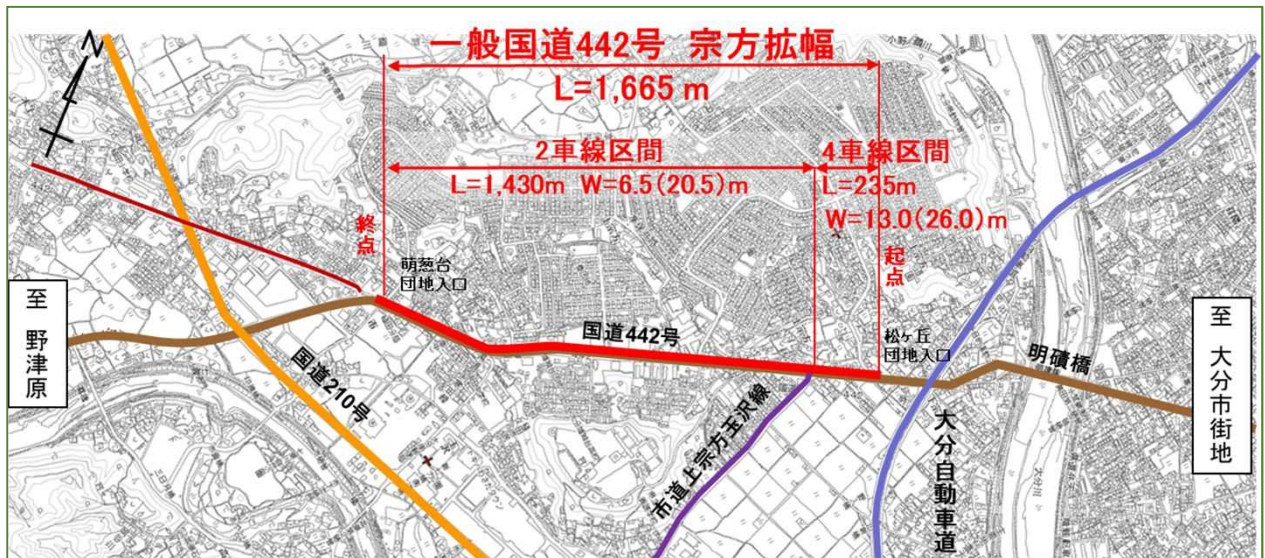 一般国道442号 宗方拡幅
L=1,665 m
2車線区間
L=1,430m W=6.5(20.5)m
4車線区間
L=235m
W=13.0(26.0)m
終点
起点
萌葱台
団地入口
国道442号
松ヶ丘
団地入口
明磧橋
至 野津原
至 大分市街地
国道210号
市道上宗方玉沢線
大分自動車道
大分川
N